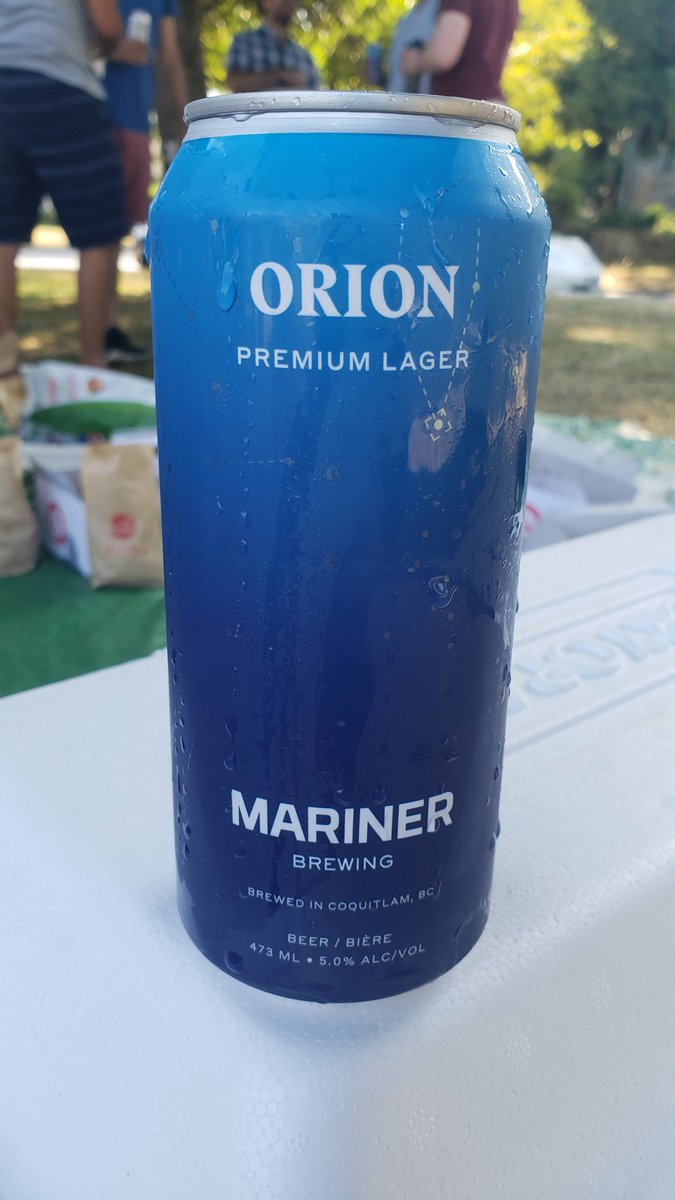 ORION
PREMIUM LAGER
MARINER
BREWING
BREWED IN COQUITLAM, BC
BEER / BIÈRE
473 ML • 5.0% ALC/VOL